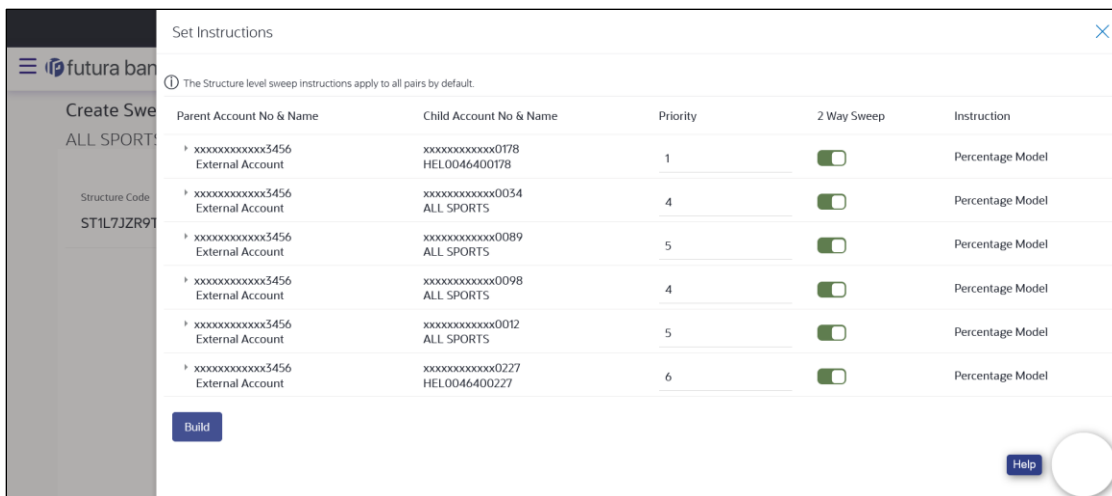 Set Instructions
futura ban
The Structure level sweep instructions apply to all pairs by default.
Create Swe
ALL SPORTS
Structure Code
ST1L7JZR9T
Parent Account No & Name Child Account No & Name Priority 2 Way Sweep Instruction
xxxxxxxxxxxx3456 xxxxxxxxxxxx0178 1 Percentage Model
External Account HEL0046400178
xxxxxxxxxxxx3456 xxxxxxxxxxxx0034 4 Percentage Model
External Account ALL SPORTS
xxxxxxxxxxxx3456 xxxxxxxxxxxx0089 5 Percentage Model
External Account ALL SPORTS
xxxxxxxxxxxx3456 xxxxxxxxxxxx0098 4 Percentage Model
External Account ALL SPORTS
xxxxxxxxxxxx3456 xxxxxxxxxxxx0012 5 Percentage Model
External Account ALL SPORTS
xxxxxxxxxxxx3456 xxxxxxxxxxxx0227 6 Percentage Model
External Account HEL0046400227
Build
Help